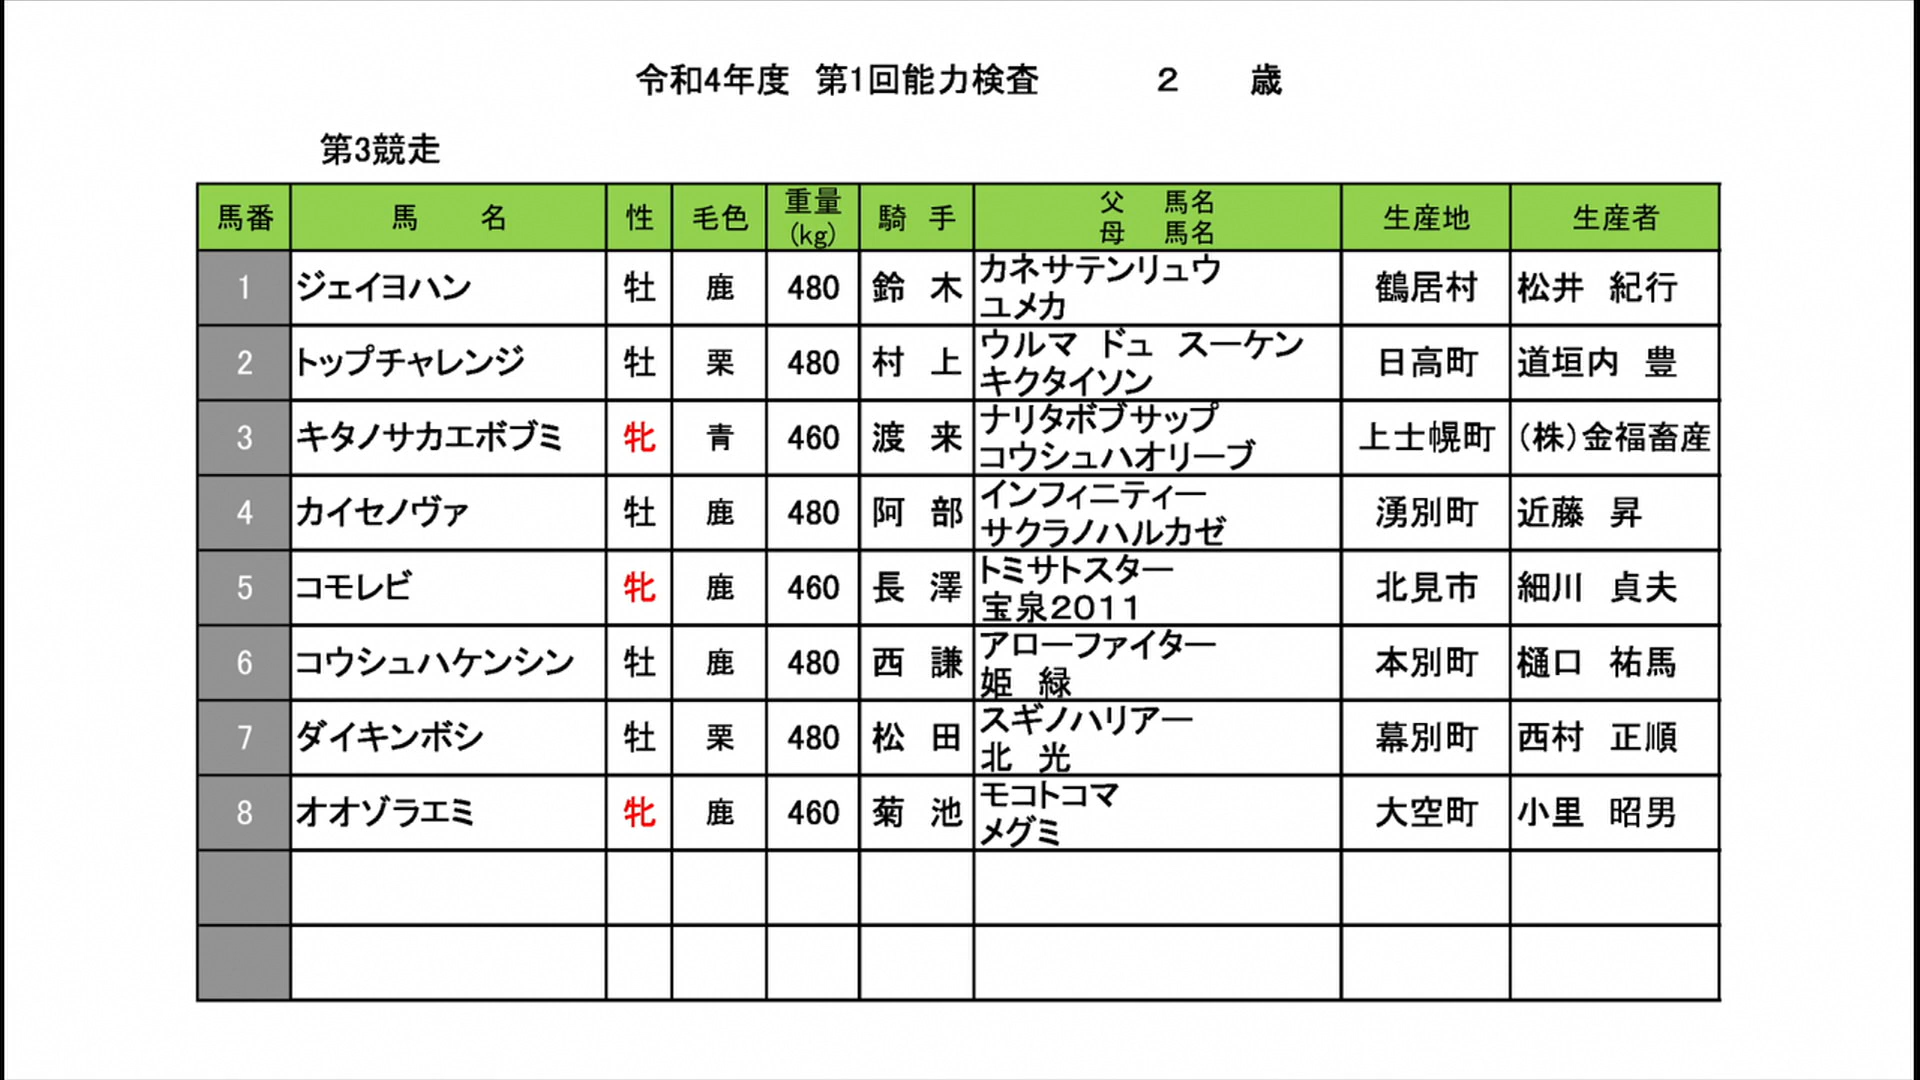 令和4年度 第1回能力検査 2 歳
第3競走
馬番 馬 名 性 毛色 重量(kg) 騎手 父 馬名 母 馬名 生産地 生産者
1 ジェイヨハン 牡 鹿 480 鈴木 カネサテンリュウ ユメカ 鶴居村 松井 紀行
2 トップチャレンジ 牡 栗 480 村上 ウルマ ドュ スーケン キクタイソン 日高町 道垣内 豊
3 キタノサカエボブミ 牝 青 460 渡来 ナリタボブサップ コウシュハオリーブ 上士幌町 (株)金福畜産
4 カイセノヴァ 牡 鹿 480 阿部 インフィニティー サクラノハルカゼ 湧別町 近藤 昇
5 コモレビ 牝 鹿 460 長澤 トミサトスター 宝泉2011 北見市 細川 貞夫
6 コウシュハケンシン 牡 鹿 480 西謙 アローファイター 姫 緑 本別町 樋口 祐馬
7 ダイキンボシ 牡 栗 480 松田 スギノハリアー 北 光 幕別町 西村 正順
8 オオゾラエミ 牝 鹿 460 菊池 モコトコマ メグミ 大空町 小里 昭男